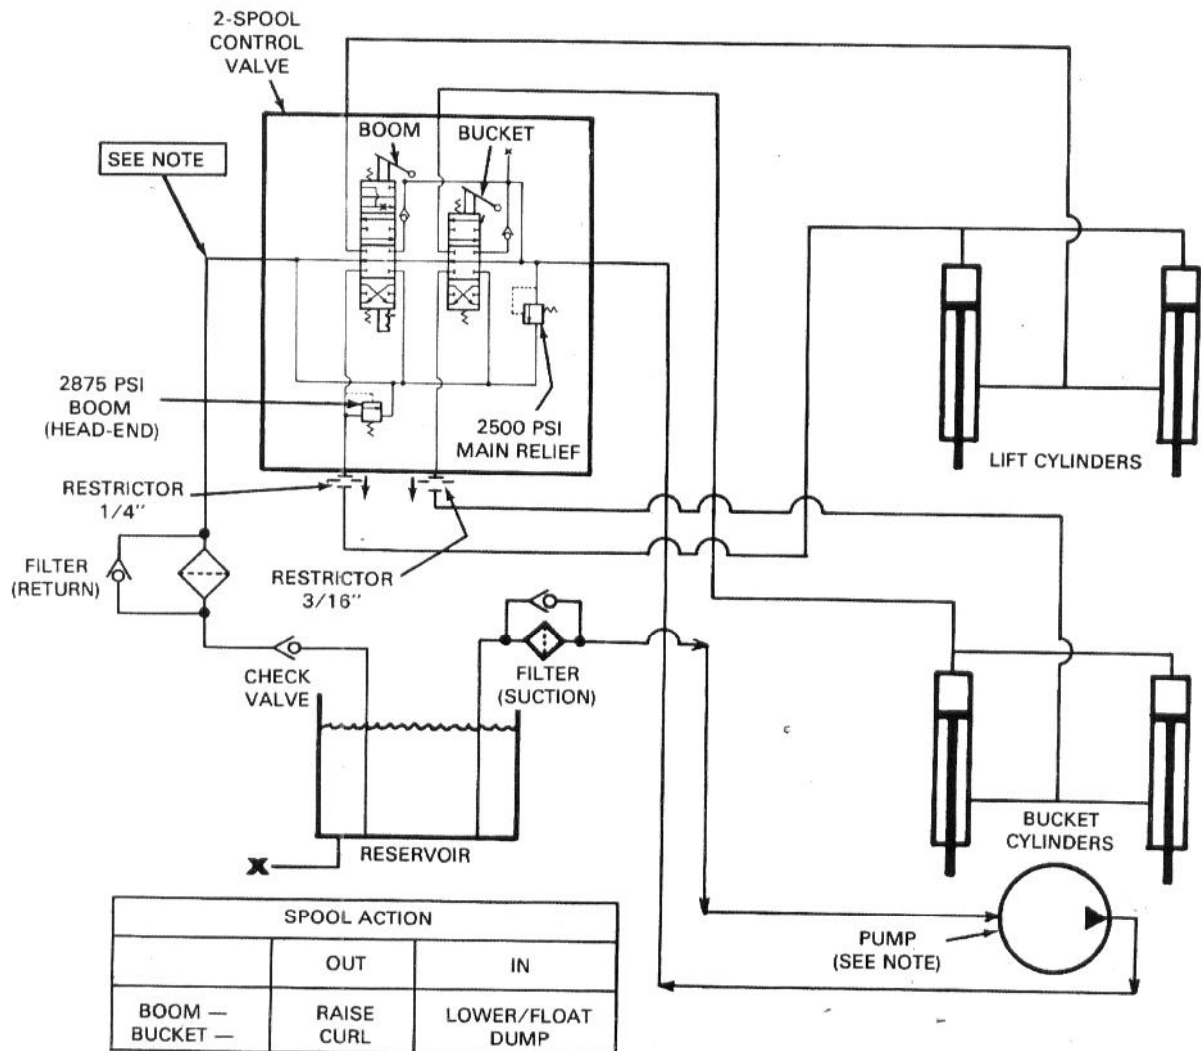 2-SPOOL
CONTROL
VALVE
BOOM
BUCKET
SEE NOTE
2875 PSI
BOOM
(HEAD-END)
2500 PSI
MAIN RELIEF
LIFT CYLINDERS
RESTRICTOR
1/4"
FILTER
(RETURN)
RESTRICTOR
3/16"
CHECK
VALVE
FILTER
(SUCTION)
RESERVOIR
X
BUCKET
CYLINDERS
PUMP
(SEE NOTE)
SPOOL ACTION
OUT IN
BOOM — RAISE LOWER/FLOAT
BUCKET — CURL DUMP